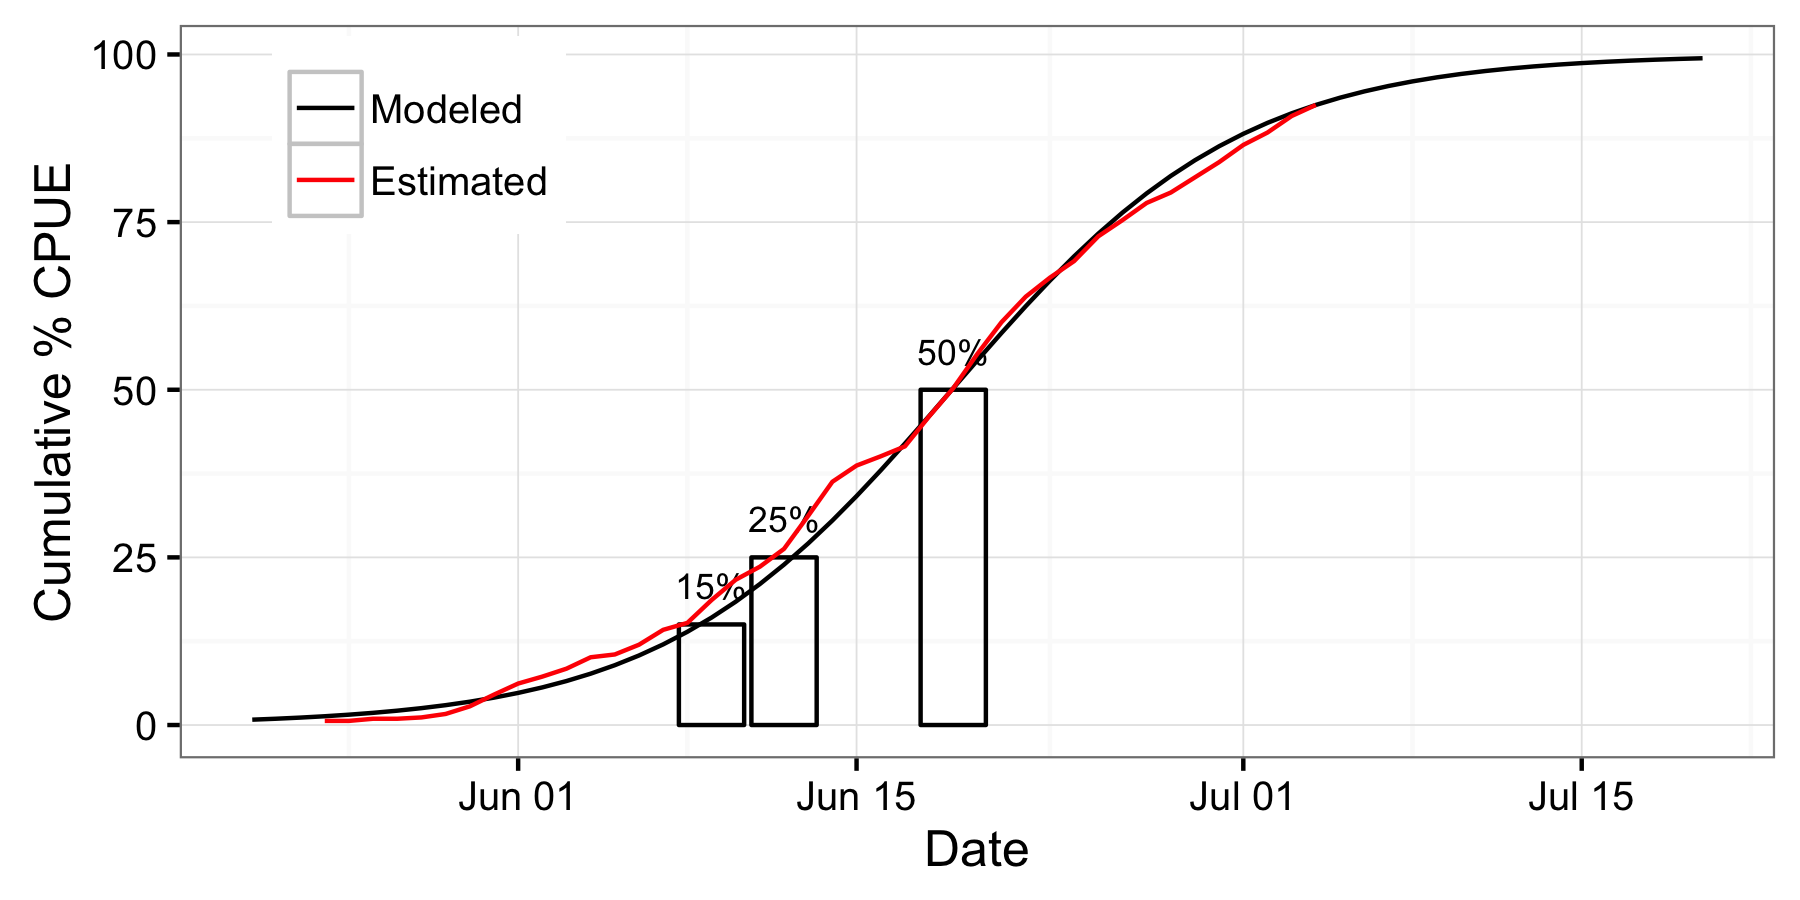 Cumulative % CPUE
100
75
50
25
0
Modeled
Estimated
15%
25%
50%
Jun 01
Jun 15
Jul 01
Jul 15
Date